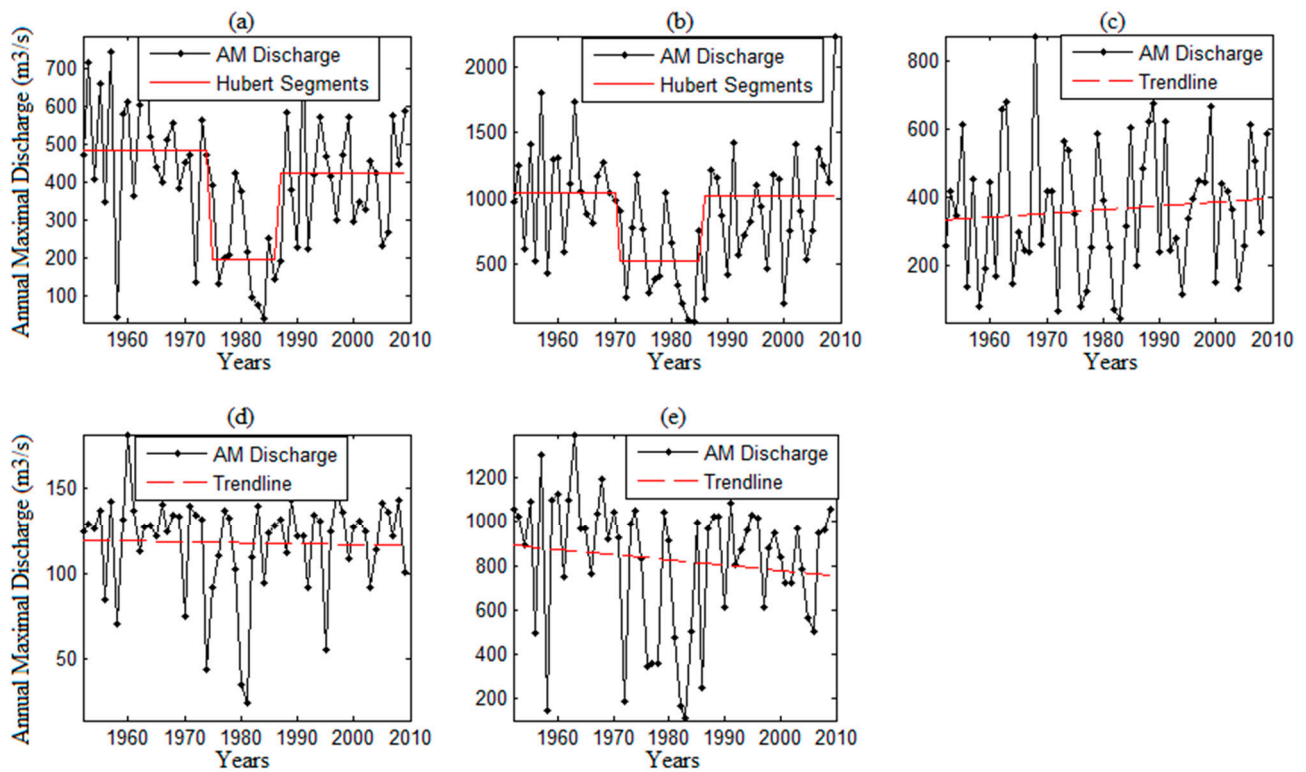 (a)
Annual Maximal Discharge (m3/s)
AM Discharge
Hubert Segments
700
600
500
400
300
200
100
1960 1970 1980 1990 2000 2010
Years
(b)
AM Discharge
Hubert Segments
2000
1500
1000
500
1960 1970 1980 1990 2000 2010
Years
(c)
AM Discharge
Trendline
800
600
400
200
1960 1970 1980 1990 2000 2010
Years
(d)
Annual Maximal Discharge (m3/s)
AM Discharge
Trendline
150
100
50
1960 1970 1980 1990 2000 2010
Years
(e)
AM Discharge
Trendline
1200
1000
800
600
400
200
1960 1970 1980 1990 2000 2010
Years